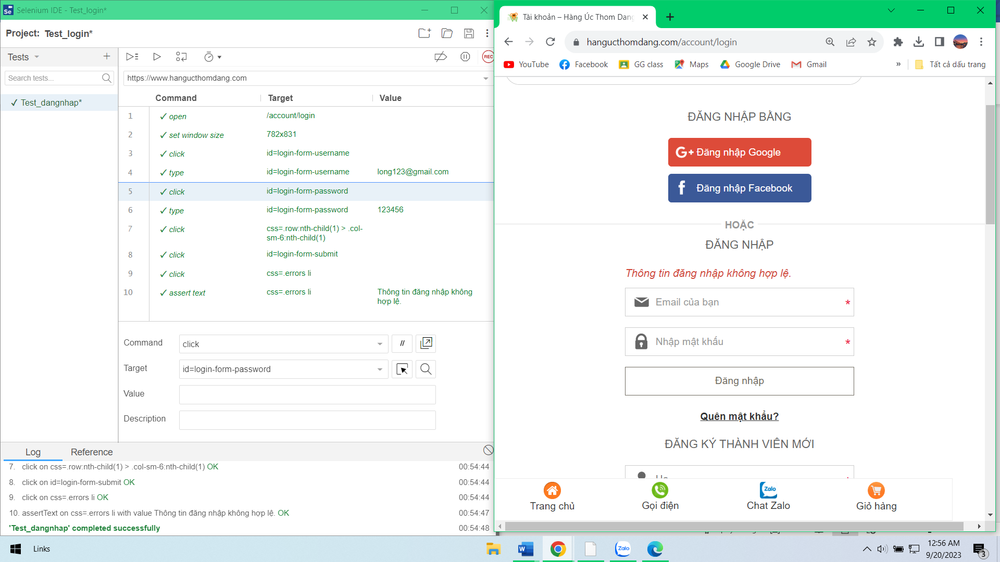 Selenium IDE - Test_login*
Project: Test_login*
Tests
Search tests...
✓ Test_dangnhap*
REC
https://www.hangucthomdang.com
Command Target Value
1 ✓ open /account/login
2 ✓ set window size 782x831
3 ✓ click id=login-form-username
4 ✓ type id=login-form-username long123@gmail.com
5 ✓ click id=login-form-password
6 ✓ type id=login-form-password 123456
7 ✓ click css=.row:nth-child(1) > .col-
sm-6:nth-child(1)
8 ✓ click id=login-form-submit
9 ✓ click css=.errors li
10 ✓ assert text css=.errors li Thông tin đăng nhập không
hợp lệ.
Command click //
Target id=login-form-password
Value
Description
Log Reference
7. click on css=.row:nth-child(1) > .col-sm-6:nth-child(1) OK 00:54:44
8. click on id=login-form-submit OK 00:54:44
9. click on css=.errors li OK 00:54:44
10. assertText on css=.errors li with value Thông tin đăng nhập không hợp lệ. OK 00:54:47
'Test_dangnhap' completed successfully 00:54:48
Tài khoản – Hàng Úc Thom Dang
hangucthomdang.com/account/login
YouTube Facebook GG class Maps Google Drive Gmail » Tất cả dấu trang
ĐĂNG NHẬP BẰNG
G+ Đăng nhập Google
f Đăng nhập Facebook
HOẶC
ĐĂNG NHẬP
Thông tin đăng nhập không hợp lệ.
Email của bạn *
Nhập mật khẩu *
Đăng nhập
Quên mật khẩu?
ĐĂNG KÝ THÀNH VIÊN MỚI
Zalo
Trang chủ Gọi điện Chat Zalo Giỏ hàng
Links
W
Zalo
12:56 AM
9/20/2023
3